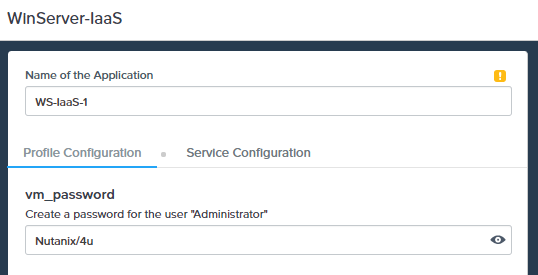 WinServer-IaaS
Name of the Application
!
WS-IaaS-1
Profile Configuration
Service Configuration
vm_password
Create a password for the user "Administrator"
Nutanix/4u